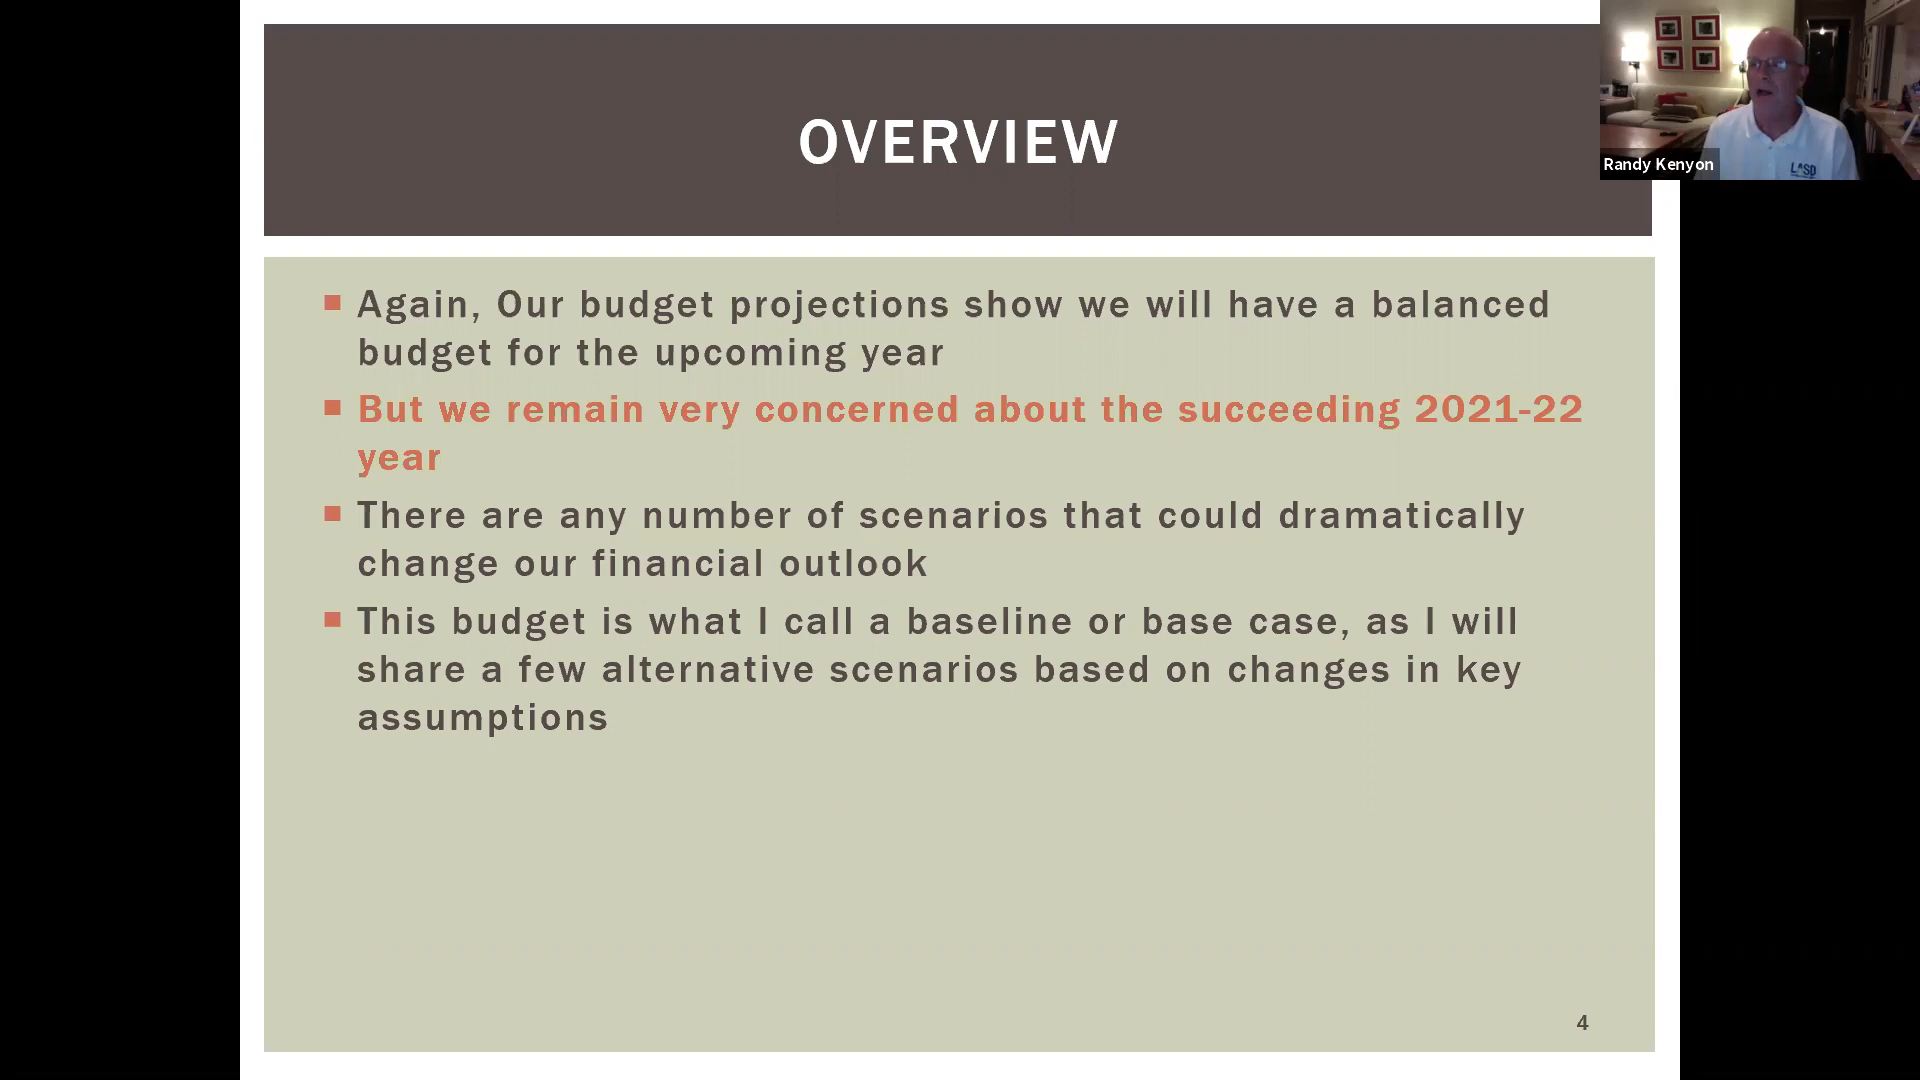 OVERVIEW
Randy Kenyon
LASD
Again, Our budget projections show we will have a balanced
budget for the upcoming year
But we remain very concerned about the succeeding 2021-22
year
There are any number of scenarios that could dramatically
change our financial outlook
This budget is what I call a baseline or base case, as I will
share a few alternative scenarios based on changes in key
assumptions
4